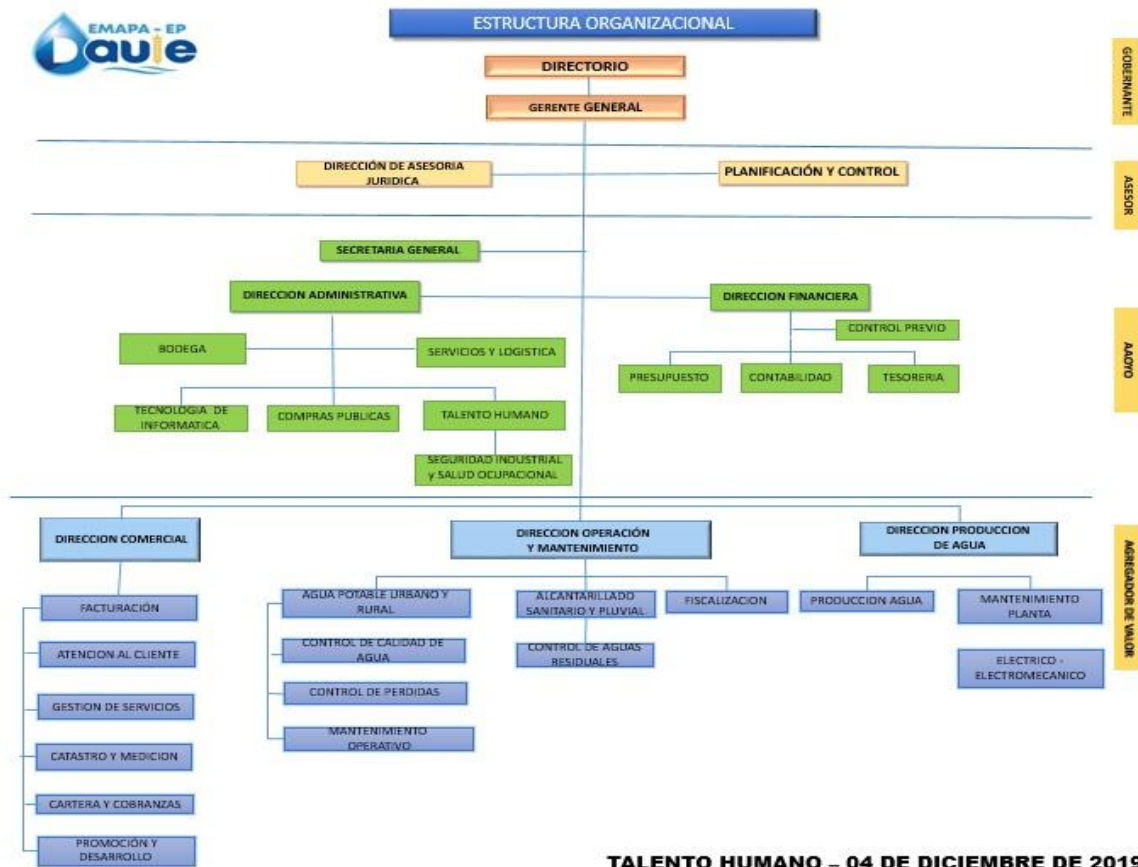 EMAPA - EP
Daule
ESTRUCTURA ORGANIZACIONAL
DIRECTORIO
GERENTE GENERAL
GOBERNANTE
DIRECCIÓN DE ASESORIA
JURIDICA
PLANIFICACIÓN Y CONTROL
ASESOR
SECRETARIA GENERAL
DIRECCION ADMINISTRATIVA
DIRECCION FINANCIERA
CONTROL PREVIO
BODEGA
SERVICIOS Y LOGISTICA
PRESUPUESTO
CONTABILIDAD
TESORERIA
AAOYO
TECNOLOGIA DE
INFORMATICA
COMPRAS PUBLICAS
TALENTO HUMANO
SEGURIDAD INDUSTRIAL
y SALUD OCUPACIONAL
DIRECCION COMERCIAL
DIRECCION OPERACIÓN
Y MANTENIMIENTO
DIRECCION PRODUCCION
DE AGUA
AGREGADOR DE VALOR
FACTURACIÓN
ATENCION AL CLIENTE
GESTION DE SERVICIOS
CATASTRO Y MEDICION
CARTERA Y COBRANZAS
PROMOCIÓN Y
DESARROLLO
AGUA POTABLE URBANO Y
RURAL
CONTROL DE CALIDAD DE
AGUA
CONTROL DE PERDIDAS
MANTENIMIENTO
OPERATIVO
ALCANTARILLADO
SANITARIO Y PLUVIAL
CONTROL DE AGUAS
RESIDUALES
FISCALIZACION
PRODUCCION AGUA
MANTENIMIENTO
PLANTA
ELECTRICO -
ELECTROMECANICO
TALENTO HUMANO – 04 DE DICIEMBRE DE